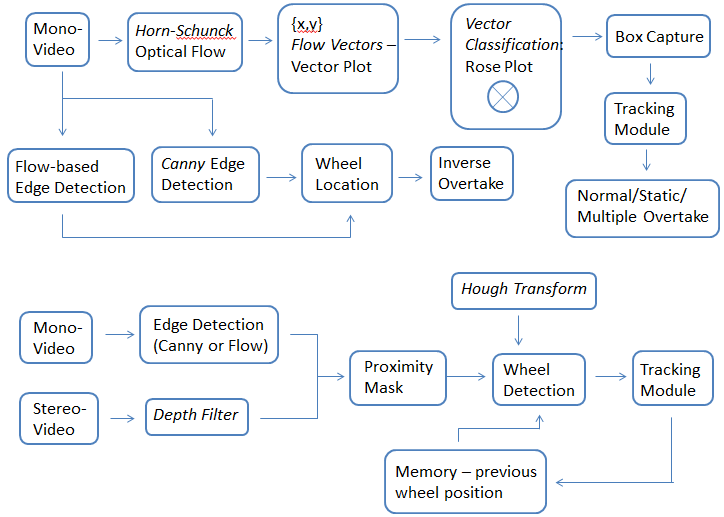 Mono-
Video
Horn-Schunck
Optical Flow
{x,y}
Flow Vectors –
Vector Plot
Vector
Classification:
Rose Plot
Box Capture
Tracking
Module
Normal/Static/
Multiple Overtake
Flow-based
Edge Detection
Canny Edge
Detection
Wheel
Location
Inverse
Overtake
Hough Transform
Mono-
Video
Edge Detection
(Canny or Flow)
Stereo-
Video
Depth Filter
Proximity
Mask
Wheel
Detection
Tracking
Module
Memory – previous
wheel position